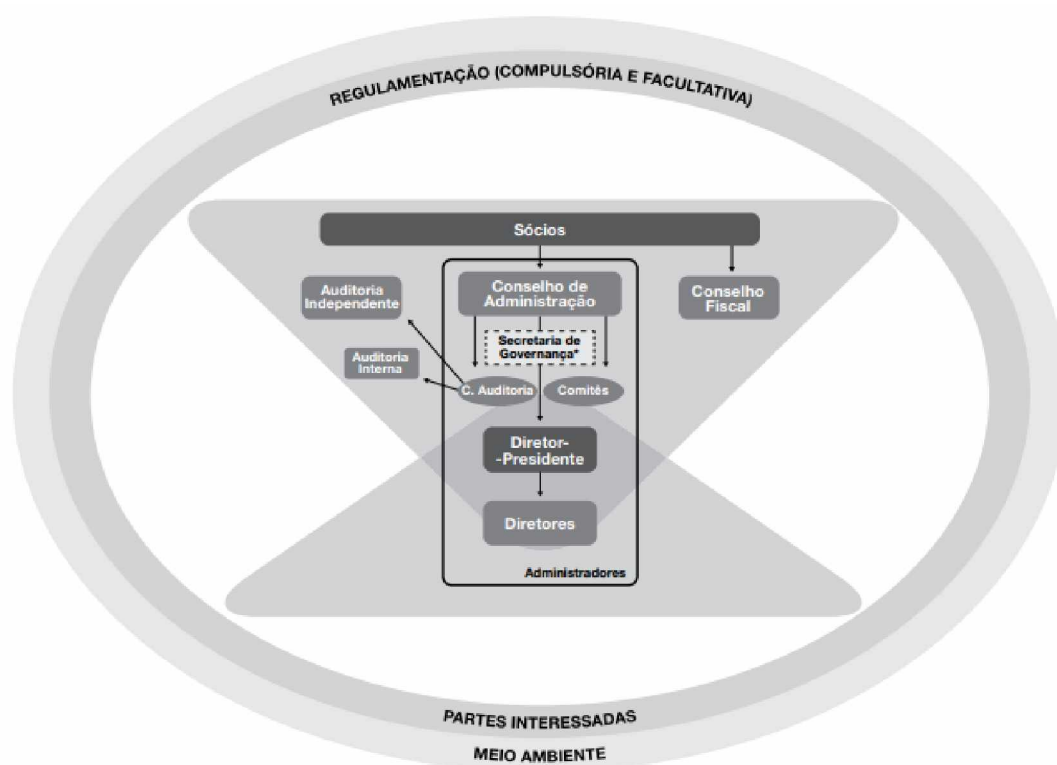 REGULAMENTAÇÃO (COMPULSÓRIA E FACULTATIVA)
Sócios
Auditoria
Independente
Conselho de
Administração
Conselho
Fiscal
Secretaria de
Governança*
Auditoria
Interna
C. Auditoria
Comitês
Diretor-
-Presidente
Diretores
Administradores
PARTES INTERESSADAS
MEIO AMBIENTE